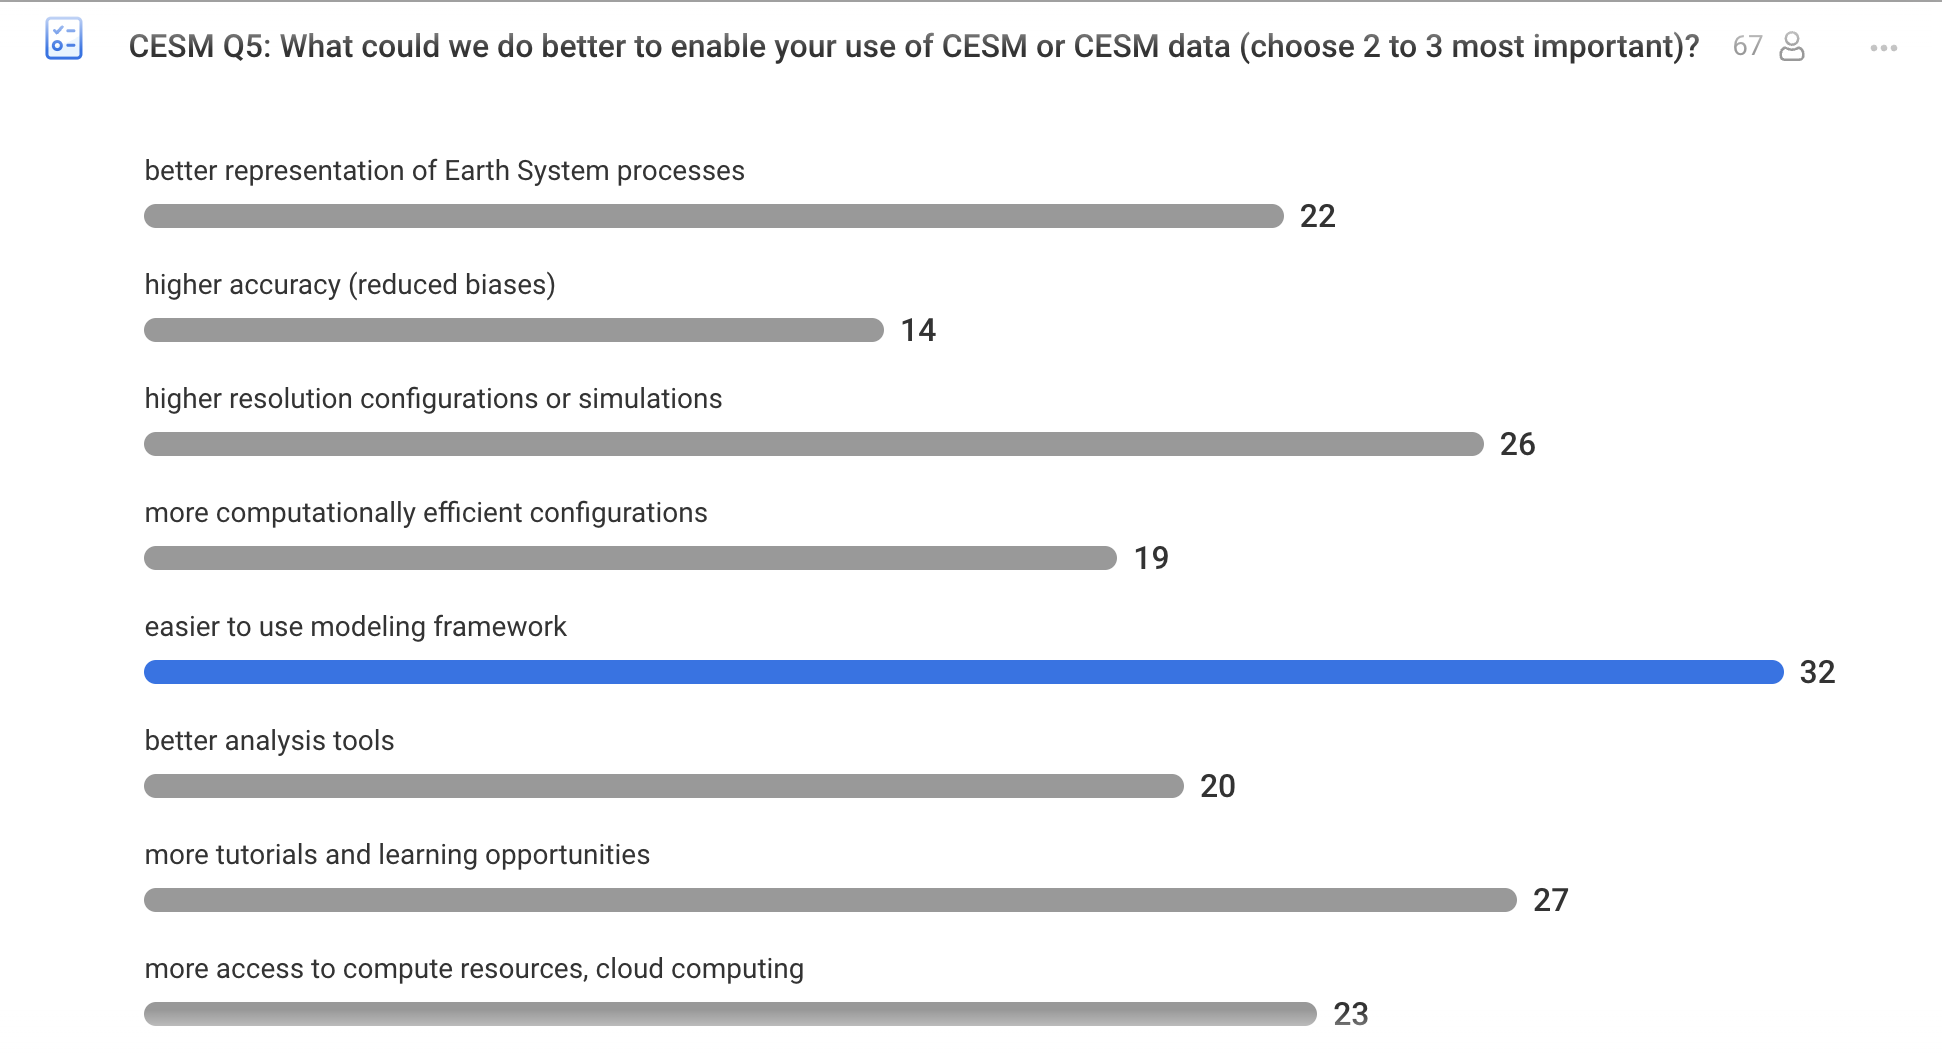 CESM Q5: What could we do better to enable your use of CESM or CESM data (choose 2 to 3 most important)? 67
better representation of Earth System processes
22
higher accuracy (reduced biases)
14
higher resolution configurations or simulations
26
more computationally efficient configurations
19
easier to use modeling framework
32
better analysis tools
20
more tutorials and learning opportunities
27
more access to compute resources, cloud computing
23